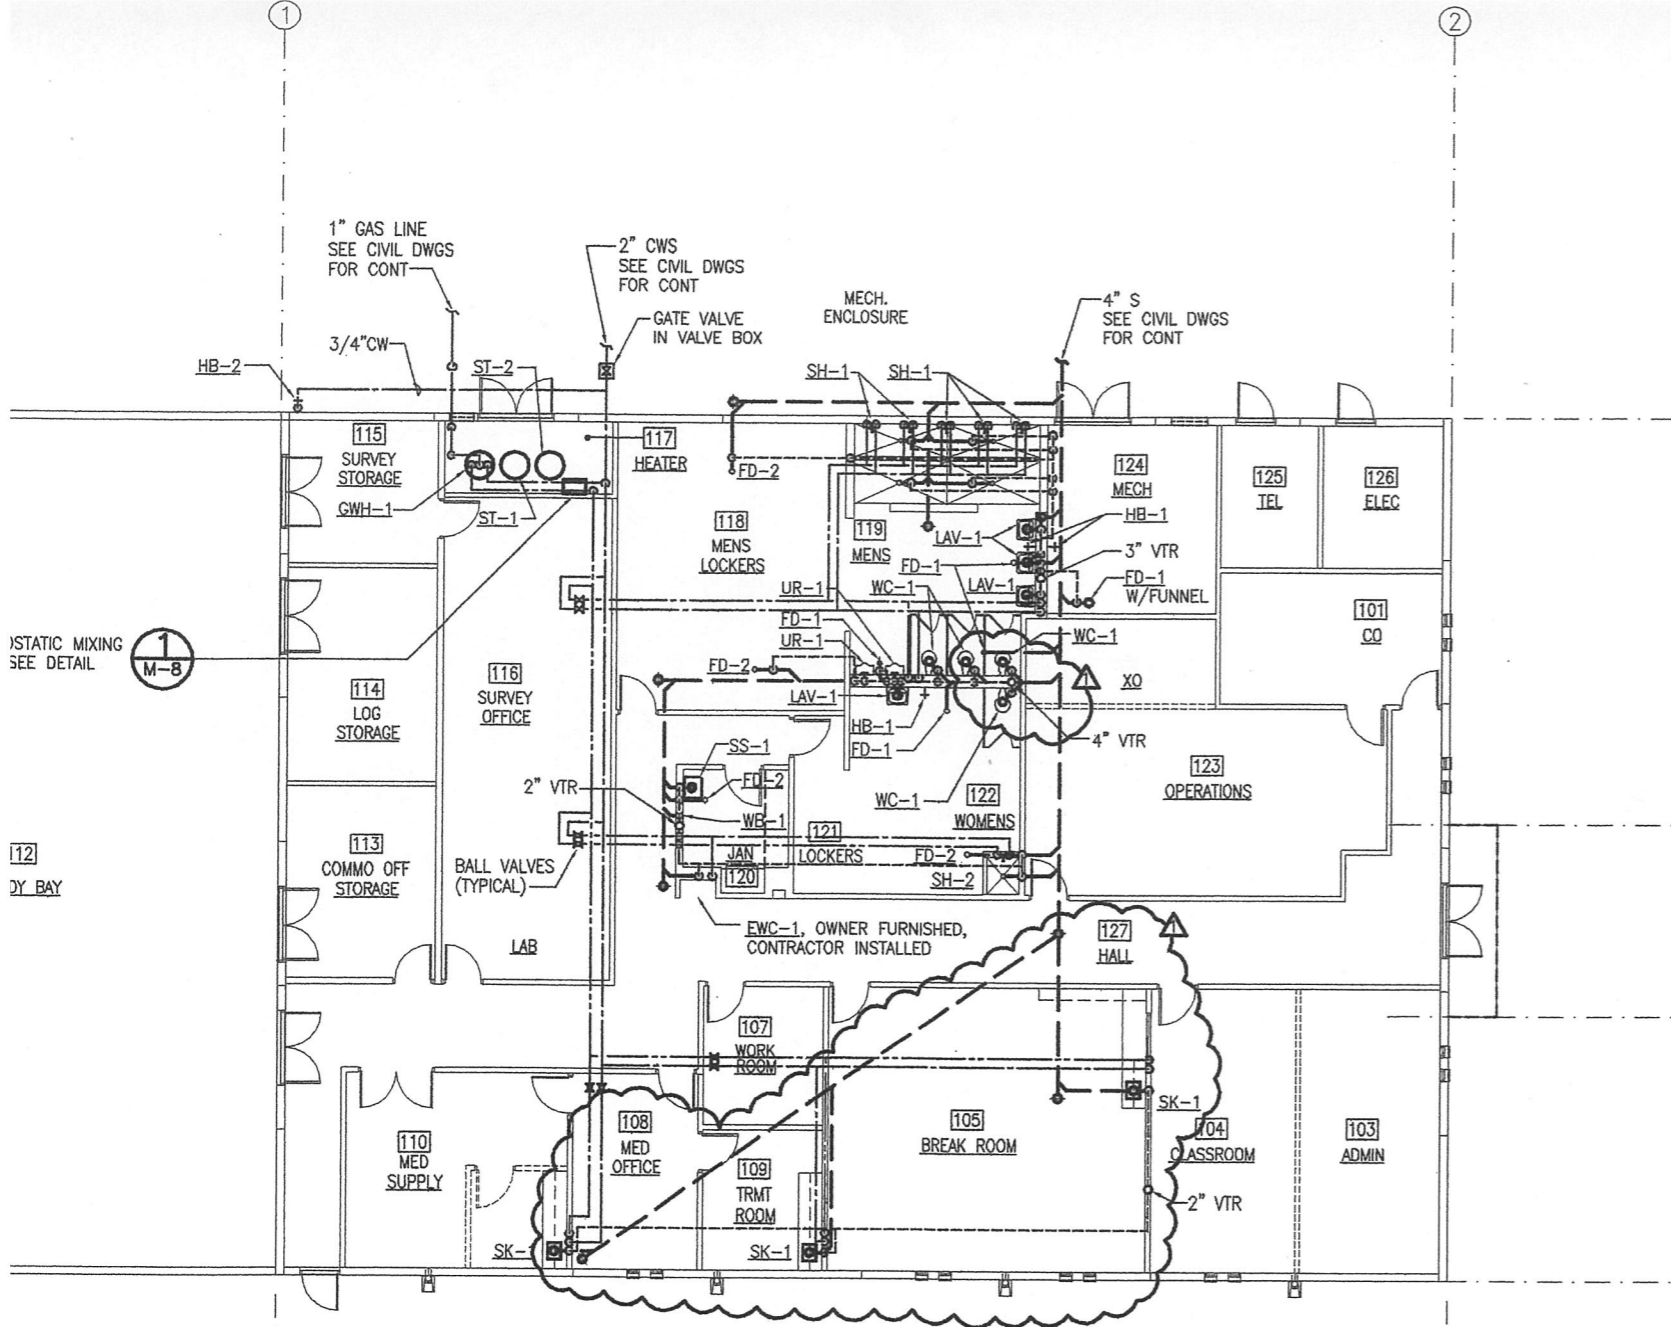 1
2
1" GAS LINE
SEE CIVIL DWGS
FOR CONT
2" CWS
SEE CIVIL DWGS
FOR CONT
GATE VALVE
IN VALVE BOX
MECH.
ENCLOSURE
4" S
SEE CIVIL DWGS
FOR CONT
3/4"CW
HB-2
ST-2
SH-1
SH-1
115
SURVEY
STORAGE
117
HEATER
FD-2
124
MECH
125
TEL
126
ELEC
GWH-1
ST-1
118
MENS
LOCKERS
119
MENS
LAV-1
HB-1
3" VTR
FD-1
LAV-1
FD-1
W/FUNNEL
UR-1
WC-1
FD-1
UR-1
WC-1
101
CO
OSTATIC MIXING
SEE DETAIL
1
M-8
FD-2
LAV-1
HB-1
FD-1
1
XO
4" VTR
114
LOG
STORAGE
116
SURVEY
OFFICE
SS-1
FD-2
2" VTR
WB-1
WC-1
122
WOMENS
123
OPERATIONS
121
LOCKERS
JAN
120
FD-2
SH-2
112
DY BAY
113
COMMO OFF
STORAGE
BALL VALVES
(TYPICAL)
LAB
EWC-1, OWNER FURNISHED,
CONTRACTOR INSTALLED
127
HALL
1
107
WORK
ROOM
SK-1
110
MED
SUPPLY
108
MED
OFFICE
109
TRMT
ROOM
105
BREAK ROOM
104
CLASSROOM
103
ADMIN
2" VTR
SK-1
SK-1